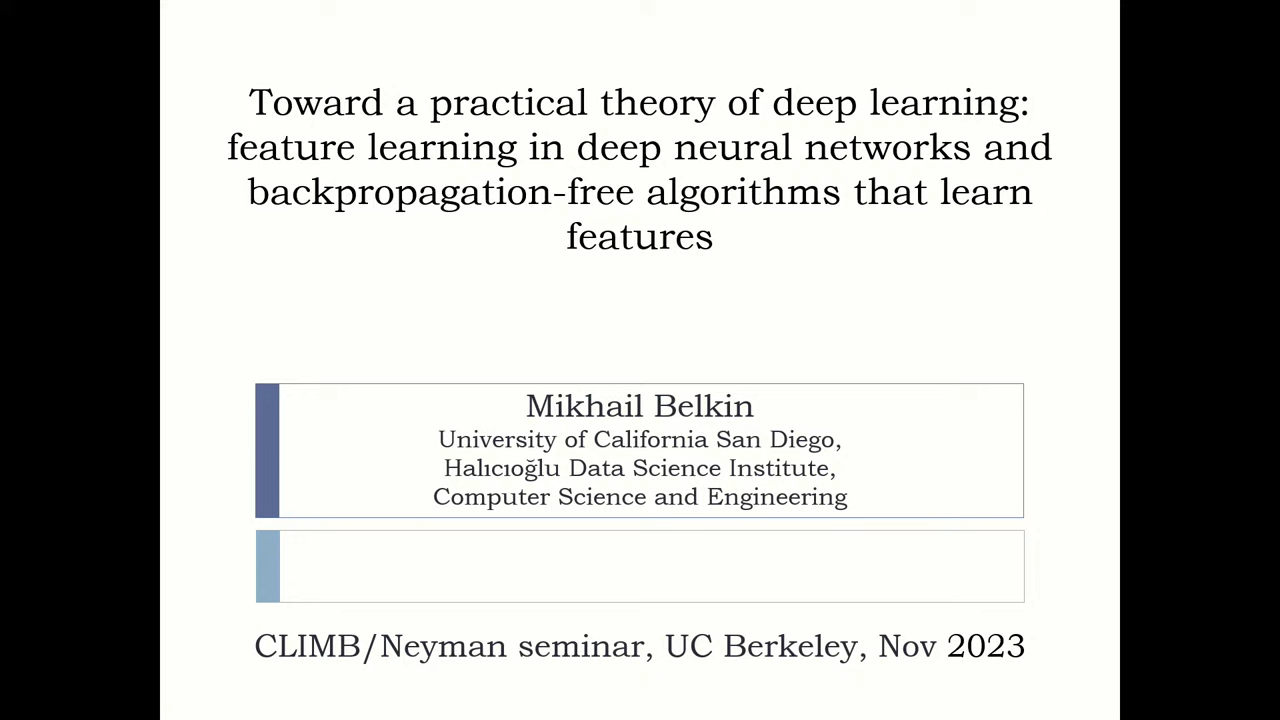 Toward a practical theory of deep learning:
feature learning in deep neural networks and
backpropagation-free algorithms that learn
features
Mikhail Belkin
University of California San Diego,
Halıcıoğlu Data Science Institute,
Computer Science and Engineering
CLIMB/Neyman seminar, UC Berkeley, Nov 2023